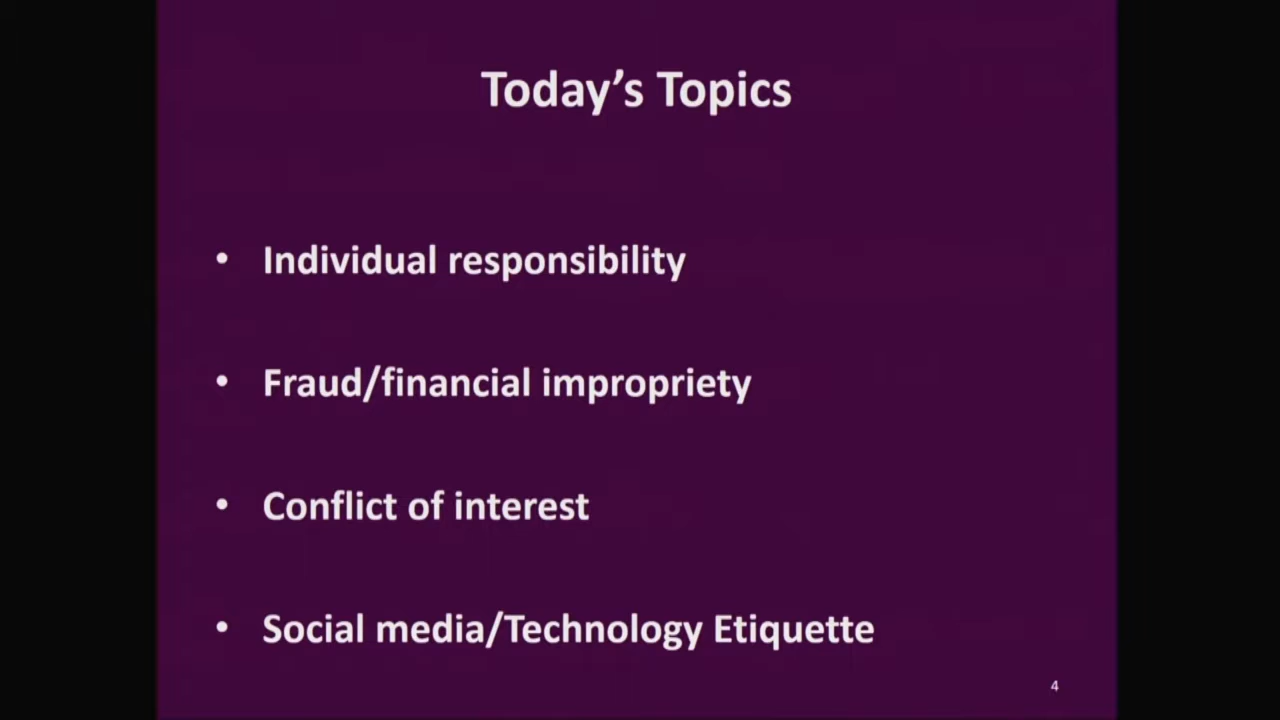 Today’s Topics
• Individual responsibility
• Fraud/financial impropriety
• Conflict of interest
• Social media/Technology Etiquette
4